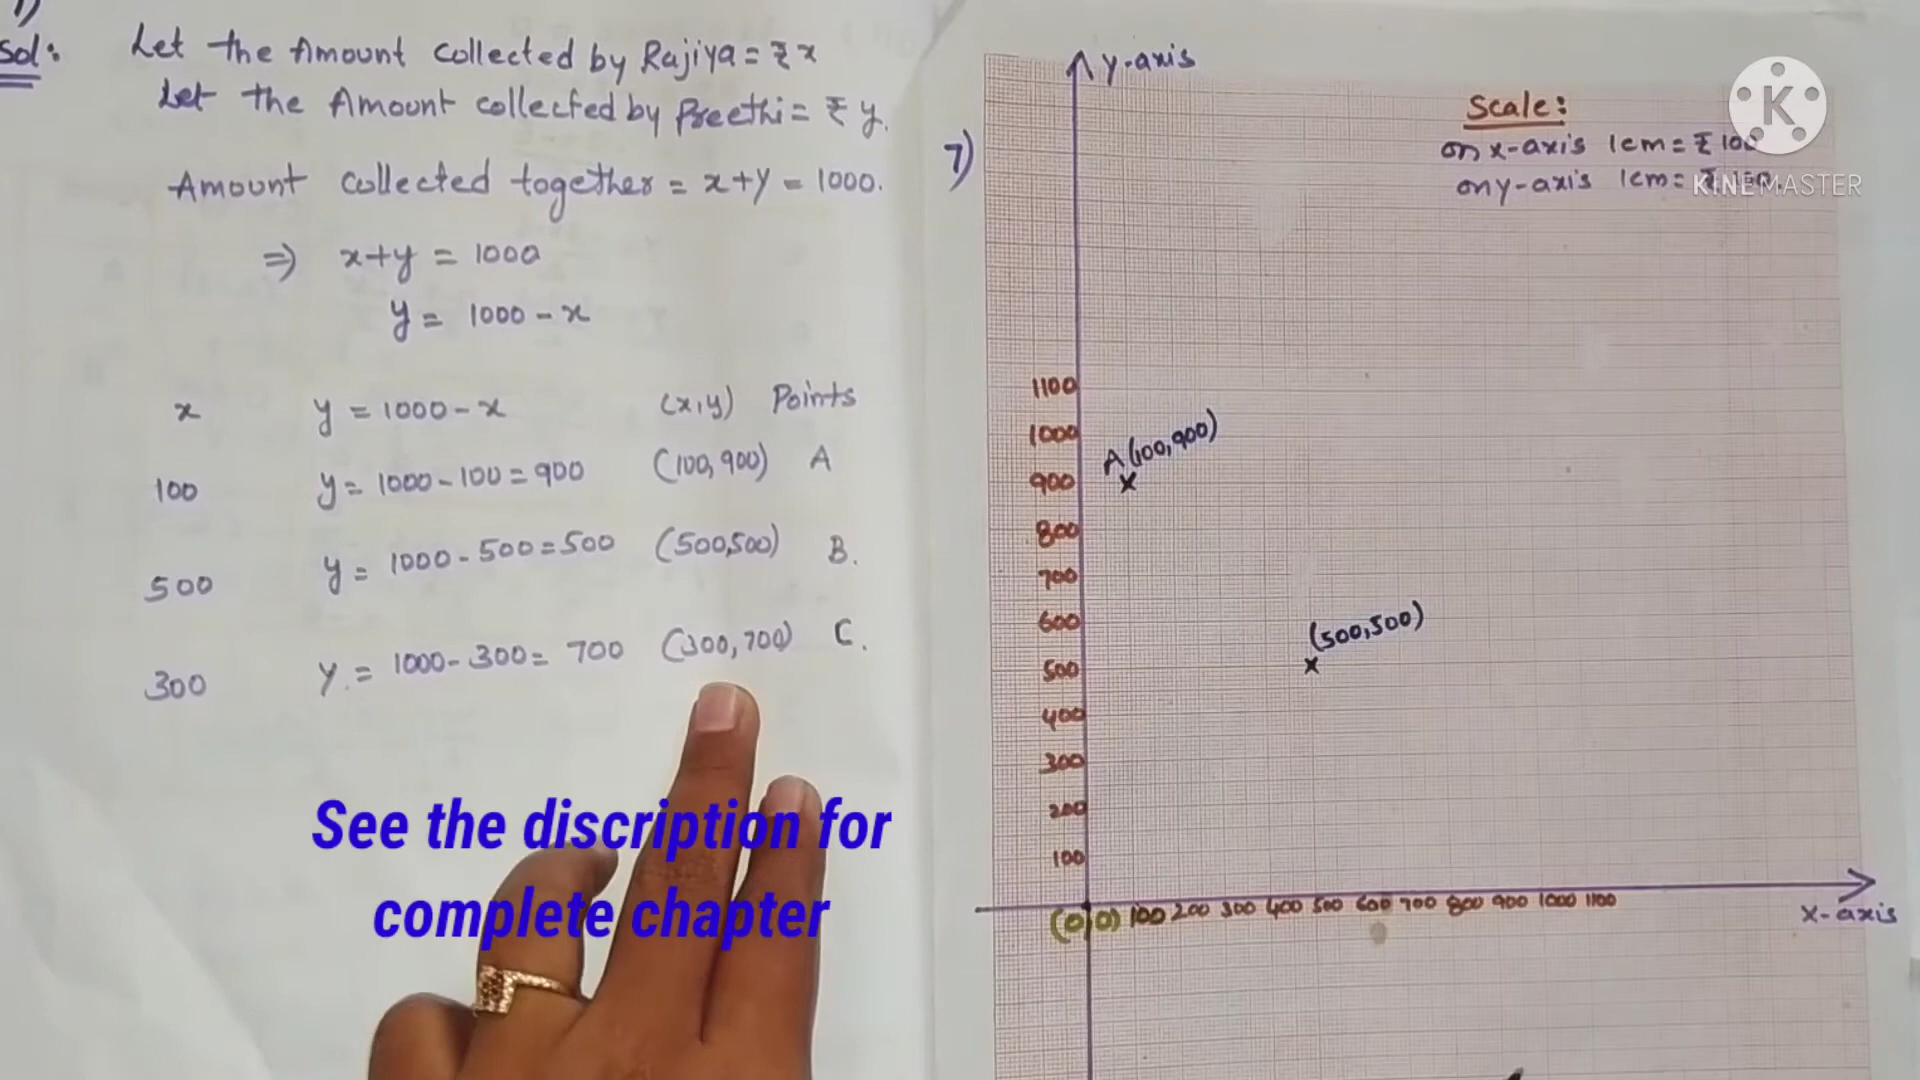 Sol:
Let the Amount collected by Rajiya = ₹ x
Let the Amount collected by Preethi = ₹ y.
Amount collected together = x+y = 1000.
⇒ x+y = 1000
y = 1000 - x
x y = 1000 - x (x,y) Points
100 y = 1000 - 100 = 900 (100,900) A
500 y = 1000 - 500 = 500 (500,500) B.
300 y = 1000 - 300 = 700 (300,700) C.
See the discription for
complete chapter
7)
y-axis
Scale:
on x-axis 1cm = ₹ 100
on y-axis 1cm = ₹
K
KINEMASTER
1100
1000
900
800
700
600
500
400
300
200
100
A(100,900)
(500,500)
(0,0) 100 200 300 400 500 600 700 800 900 1000 1100
x-axis